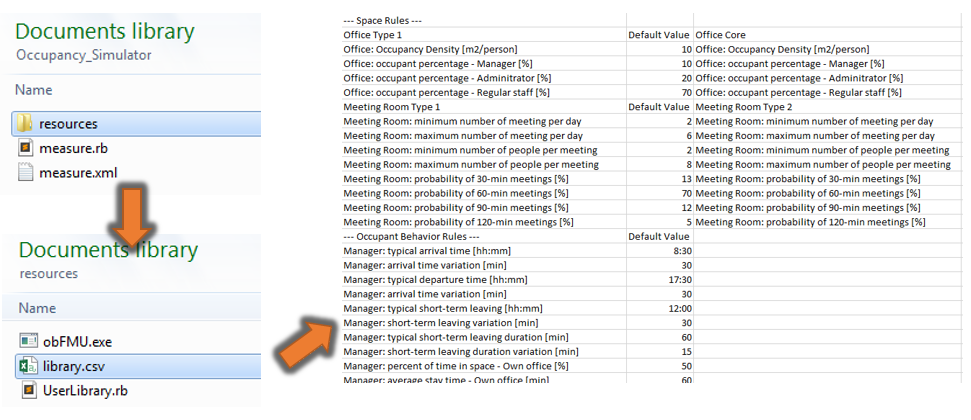 Documents library
Occupancy_Simulator
Name
resources
measure.rb
measure.xml
Documents library
resources
Name
obFMU.exe
library.csv
UserLibrary.rb
--- Space Rules ---
Office Type 1 Default Value Office Core
Office: Occupancy Density [m2/person] 10 Office: Occupancy Density [m2/person]
Office: occupant percentage - Manager [%] 10 Office: occupant percentage - Manager [%]
Office: occupant percentage - Adminitrator [%] 20 Office: occupant percentage - Adminitrator [%]
Office: occupant percentage - Regular staff [%] 70 Office: occupant percentage - Regular staff [%]
Meeting Room Type 1 Default Value Meeting Room Type 2
Meeting Room: minimum number of meeting per day 2 Meeting Room: minimum number of meeting per day
Meeting Room: maximum number of meeting per day 6 Meeting Room: maximum number of meeting per day
Meeting Room: minimum number of people per meeting 2 Meeting Room: minimum number of people per meeting
Meeting Room: maximum number of people per meeting 8 Meeting Room: maximum number of people per meeting
Meeting Room: probability of 30-min meetings [%] 13 Meeting Room: probability of 30-min meetings [%]
Meeting Room: probability of 60-min meetings [%] 70 Meeting Room: probability of 60-min meetings [%]
Meeting Room: probability of 90-min meetings [%] 12 Meeting Room: probability of 90-min meetings [%]
Meeting Room: probability of 120-min meetings [%] 5 Meeting Room: probability of 120-min meetings [%]
--- Occupant Behavior Rules --- Default Value
Manager: typical arrival time [hh:mm] 8:30
Manager: arrival time variation [min] 30
Manager: typical departure time [hh:mm] 17:30
Manager: arrival time variation [min] 30
Manager: typical short-term leaving [hh:mm] 12:00
Manager: short-term leaving variation [min] 30
Manager: typical short-term leaving duration [min] 60
Manager: short-term leaving duration variation [min] 15
Manager: percent of time in space - Own office [%] 50
Manager: average stay time - Own office [min] 60